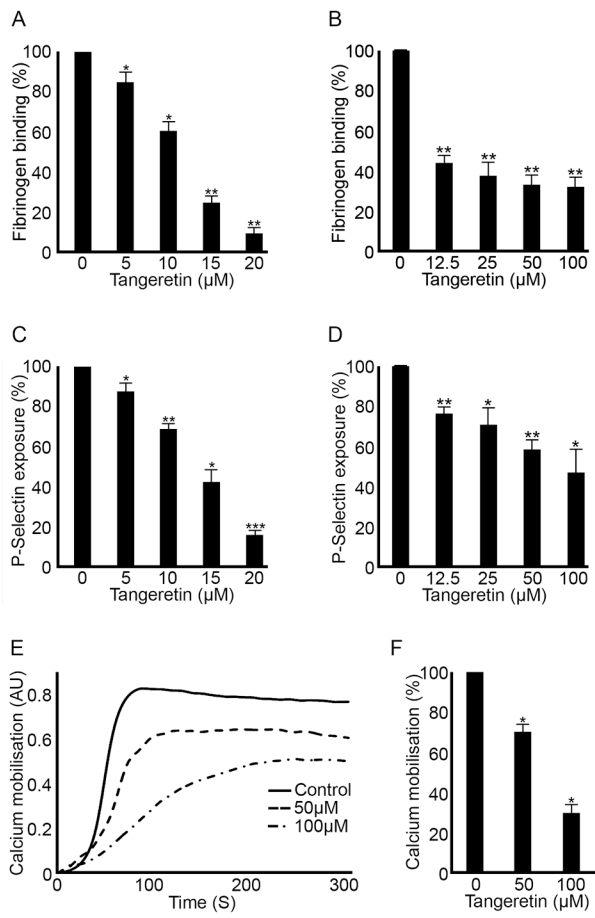 A
Fibrinogen binding (%)
100
80
60
40
20
0
*
*
**
**
0 5 10 15 20
Tangeretin (µM)
B
Fibrinogen binding (%)
100
80
60
40
20
0
**
**
**
**
0 12.5 25 50 100
Tangeretin (µM)
C
P-Selectin exposure (%)
100
80
60
40
20
0
*
**
*
***
0 5 10 15 20
Tangeretin (µM)
D
P-Selectin exposure (%)
100
80
60
40
20
0
**
*
**
*
0 12.5 25 50 100
Tangeretin (µM)
E
Calcium mobilisation (AU)
0.8
0.6
0.4
0.2
0
Control
50µM
100µM
0 100 200 300
Time (S)
F
Calcium mobilisation (%)
100
80
60
40
20
0
*
*
0 50 100
Tangeretin (µM)